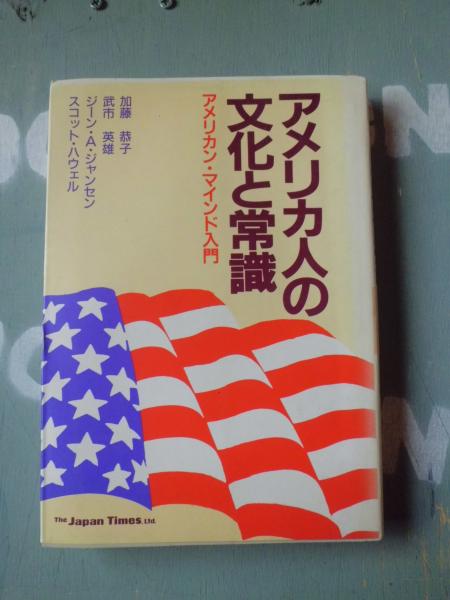 アメリカ人の
文化と常識
アメリカン・マインド入門
加藤 恭子
武市 英雄
ジーン・A・ジャンセン
スコット・ハウェル
The Japan Times, Ltd.